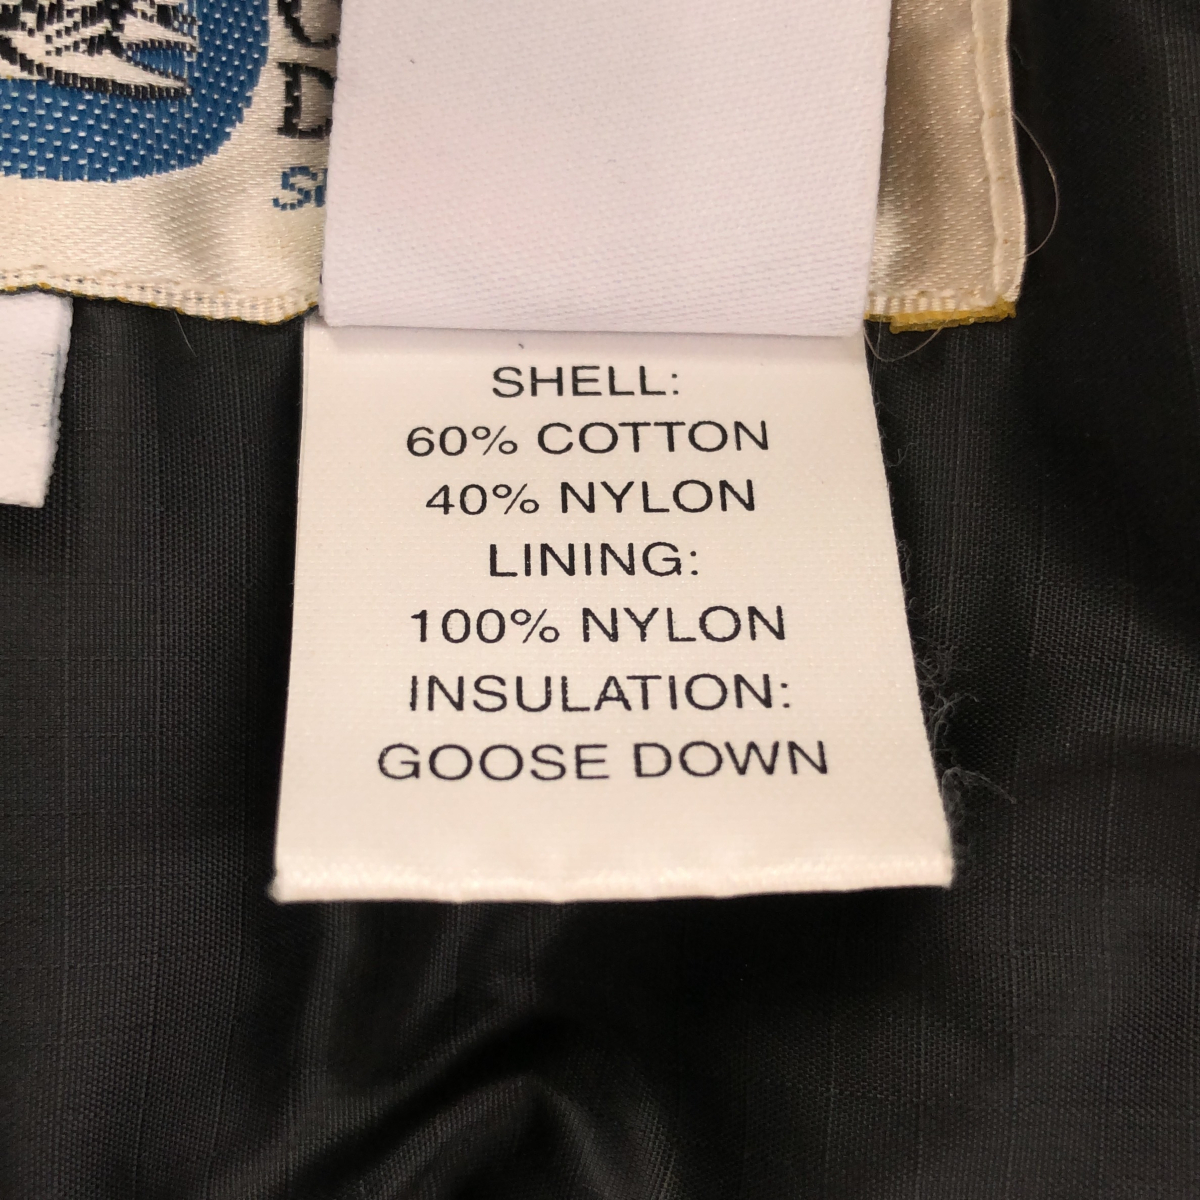 SHELL:
60% COTTON
40% NYLON
LINING:
100% NYLON
INSULATION:
GOOSE DOWN